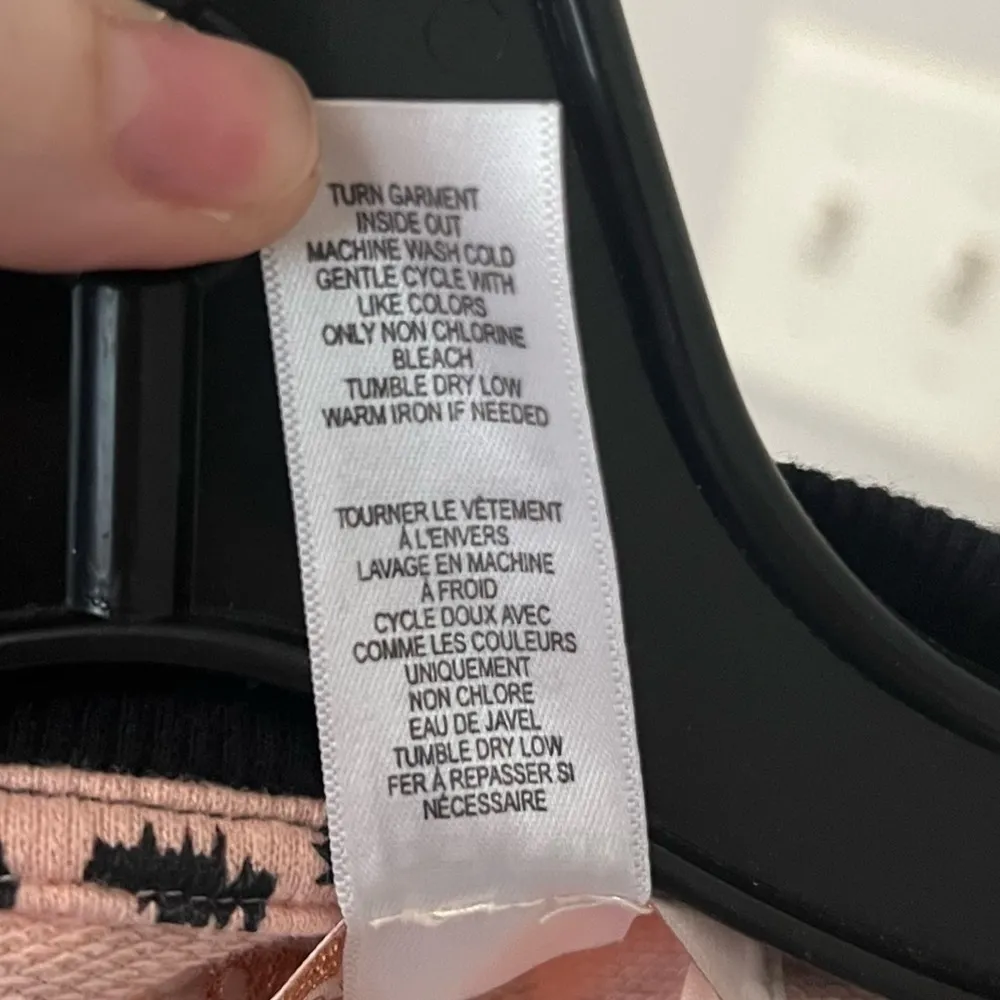 TURN GARMENT
INSIDE OUT
MACHINE WASH COLD
GENTLE CYCLE WITH
LIKE COLORS
ONLY NON CHLORINE
BLEACH
TUMBLE DRY LOW
WARM IRON IF NEEDED
TOURNER LE VÊTEMENT
À L'ENVERS
LAVAGE EN MACHINE
À FROID
CYCLE DOUX AVEC
COMME LES COULEURS
UNIQUEMENT
NON CHLORE
EAU DE JAVEL
TUMBLE DRY LOW
FER À REPASSER SI
NÉCESSAIRE